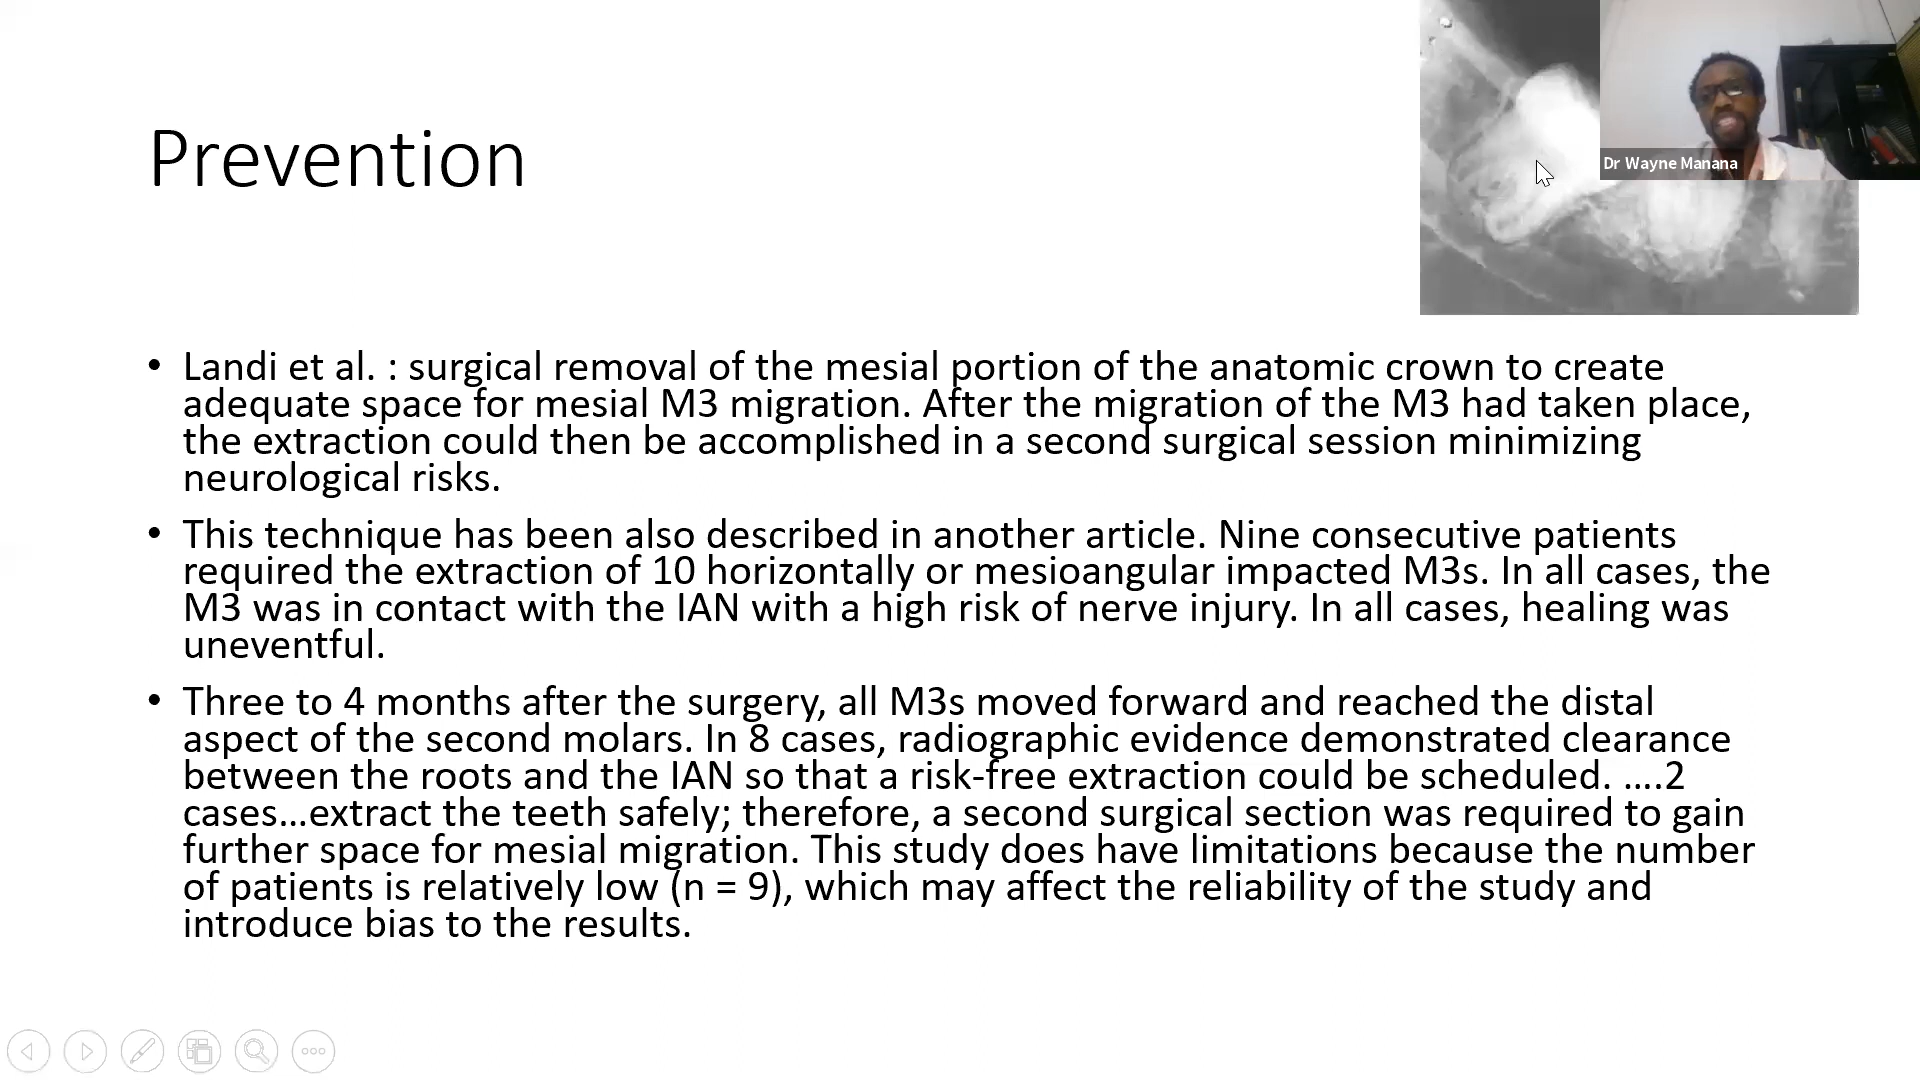 Dr Wayne Manana
Prevention
• Landi et al. : surgical removal of the mesial portion of the anatomic crown to create
adequate space for mesial M3 migration. After the migration of the M3 had taken place,
the extraction could then be accomplished in a second surgical session minimizing
neurological risks.
• This technique has been also described in another article. Nine consecutive patients
required the extraction of 10 horizontally or mesioangular impacted M3s. In all cases, the
M3 was in contact with the IAN with a high risk of nerve injury. In all cases, healing was
uneventful.
• Three to 4 months after the surgery, all M3s moved forward and reached the distal
aspect of the second molars. In 8 cases, radiographic evidence demonstrated clearance
between the roots and the IAN so that a risk-free extraction could be scheduled. ....2
cases...extract the teeth safely; therefore, a second surgical section was required to gain
further space for mesial migration. This study does have limitations because the number
of patients is relatively low (n = 9), which may affect the reliability of the study and
introduce bias to the results.